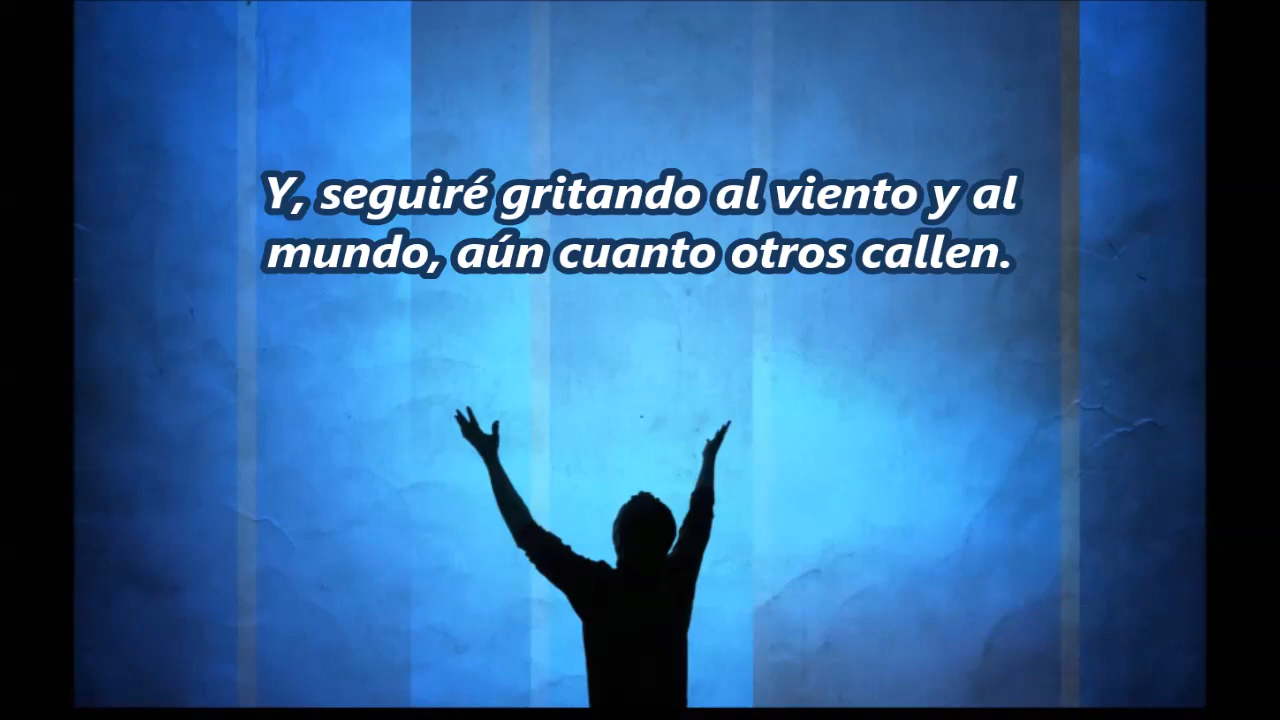 Y, seguiré gritando al viento y al
mundo, aún cuanto otros callen.